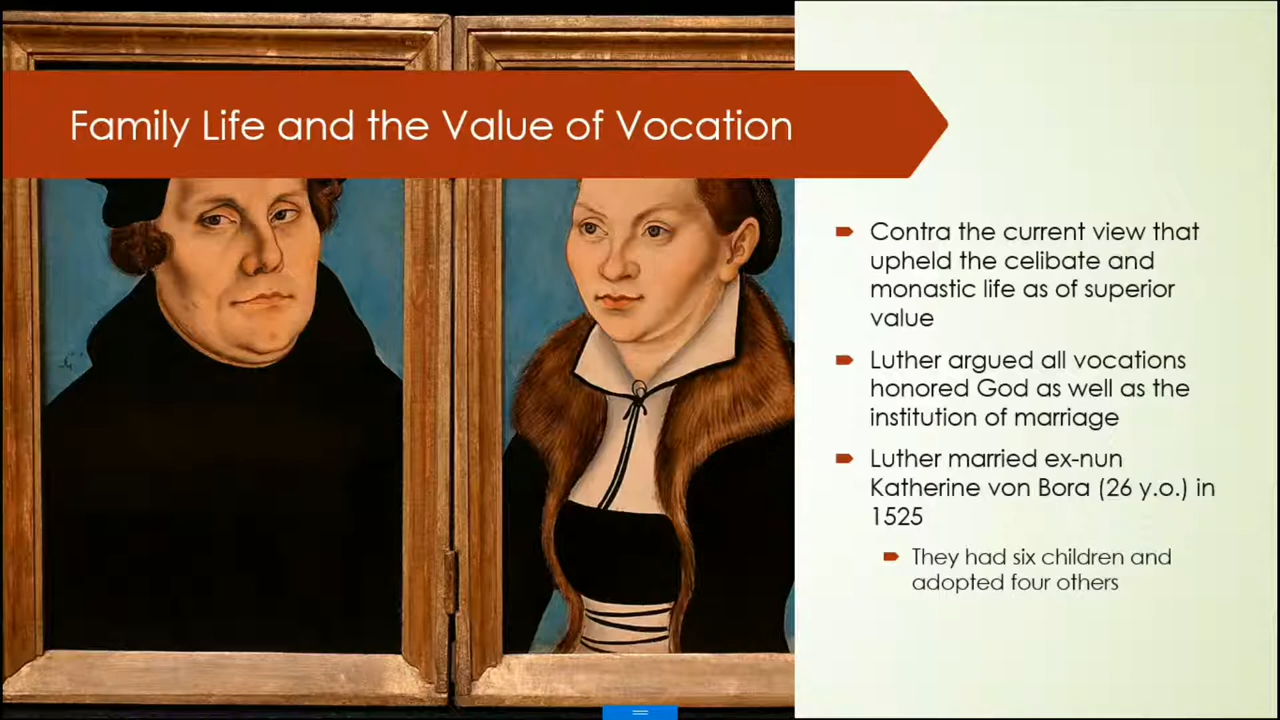 Family Life and the Value of Vocation
Contra the current view that
upheld the celibate and
monastic life as of superior
value
Luther argued all vocations
honored God as well as the
institution of marriage
Luther married ex-nun
Katherine von Bora (26 y.o.) in
1525
They had six children and
adopted four others